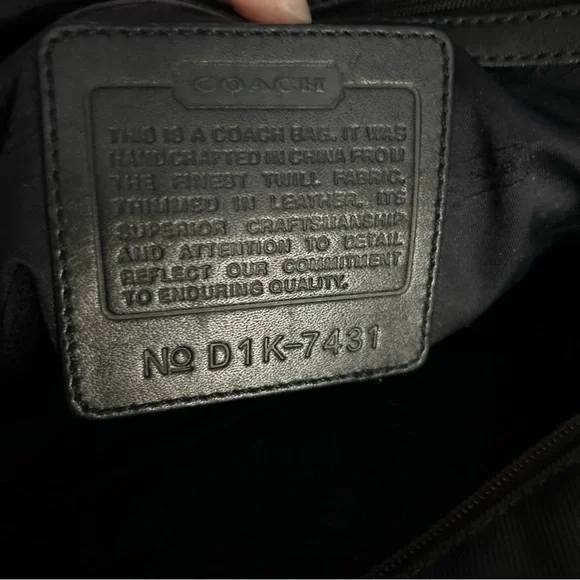 COACH
THIS IS A COACH BAG. IT WAS
HANDCRAFTED IN CHINA FROM
THE FINEST TWILL FABRIC,
TRIMMED IN LEATHER. ITS
SUPERIOR CRAFTSMANSHIP
AND ATTENTION TO DETAIL
REFLECT OUR COMMITMENT
TO ENDURING QUALITY.
Nº D1K-7431